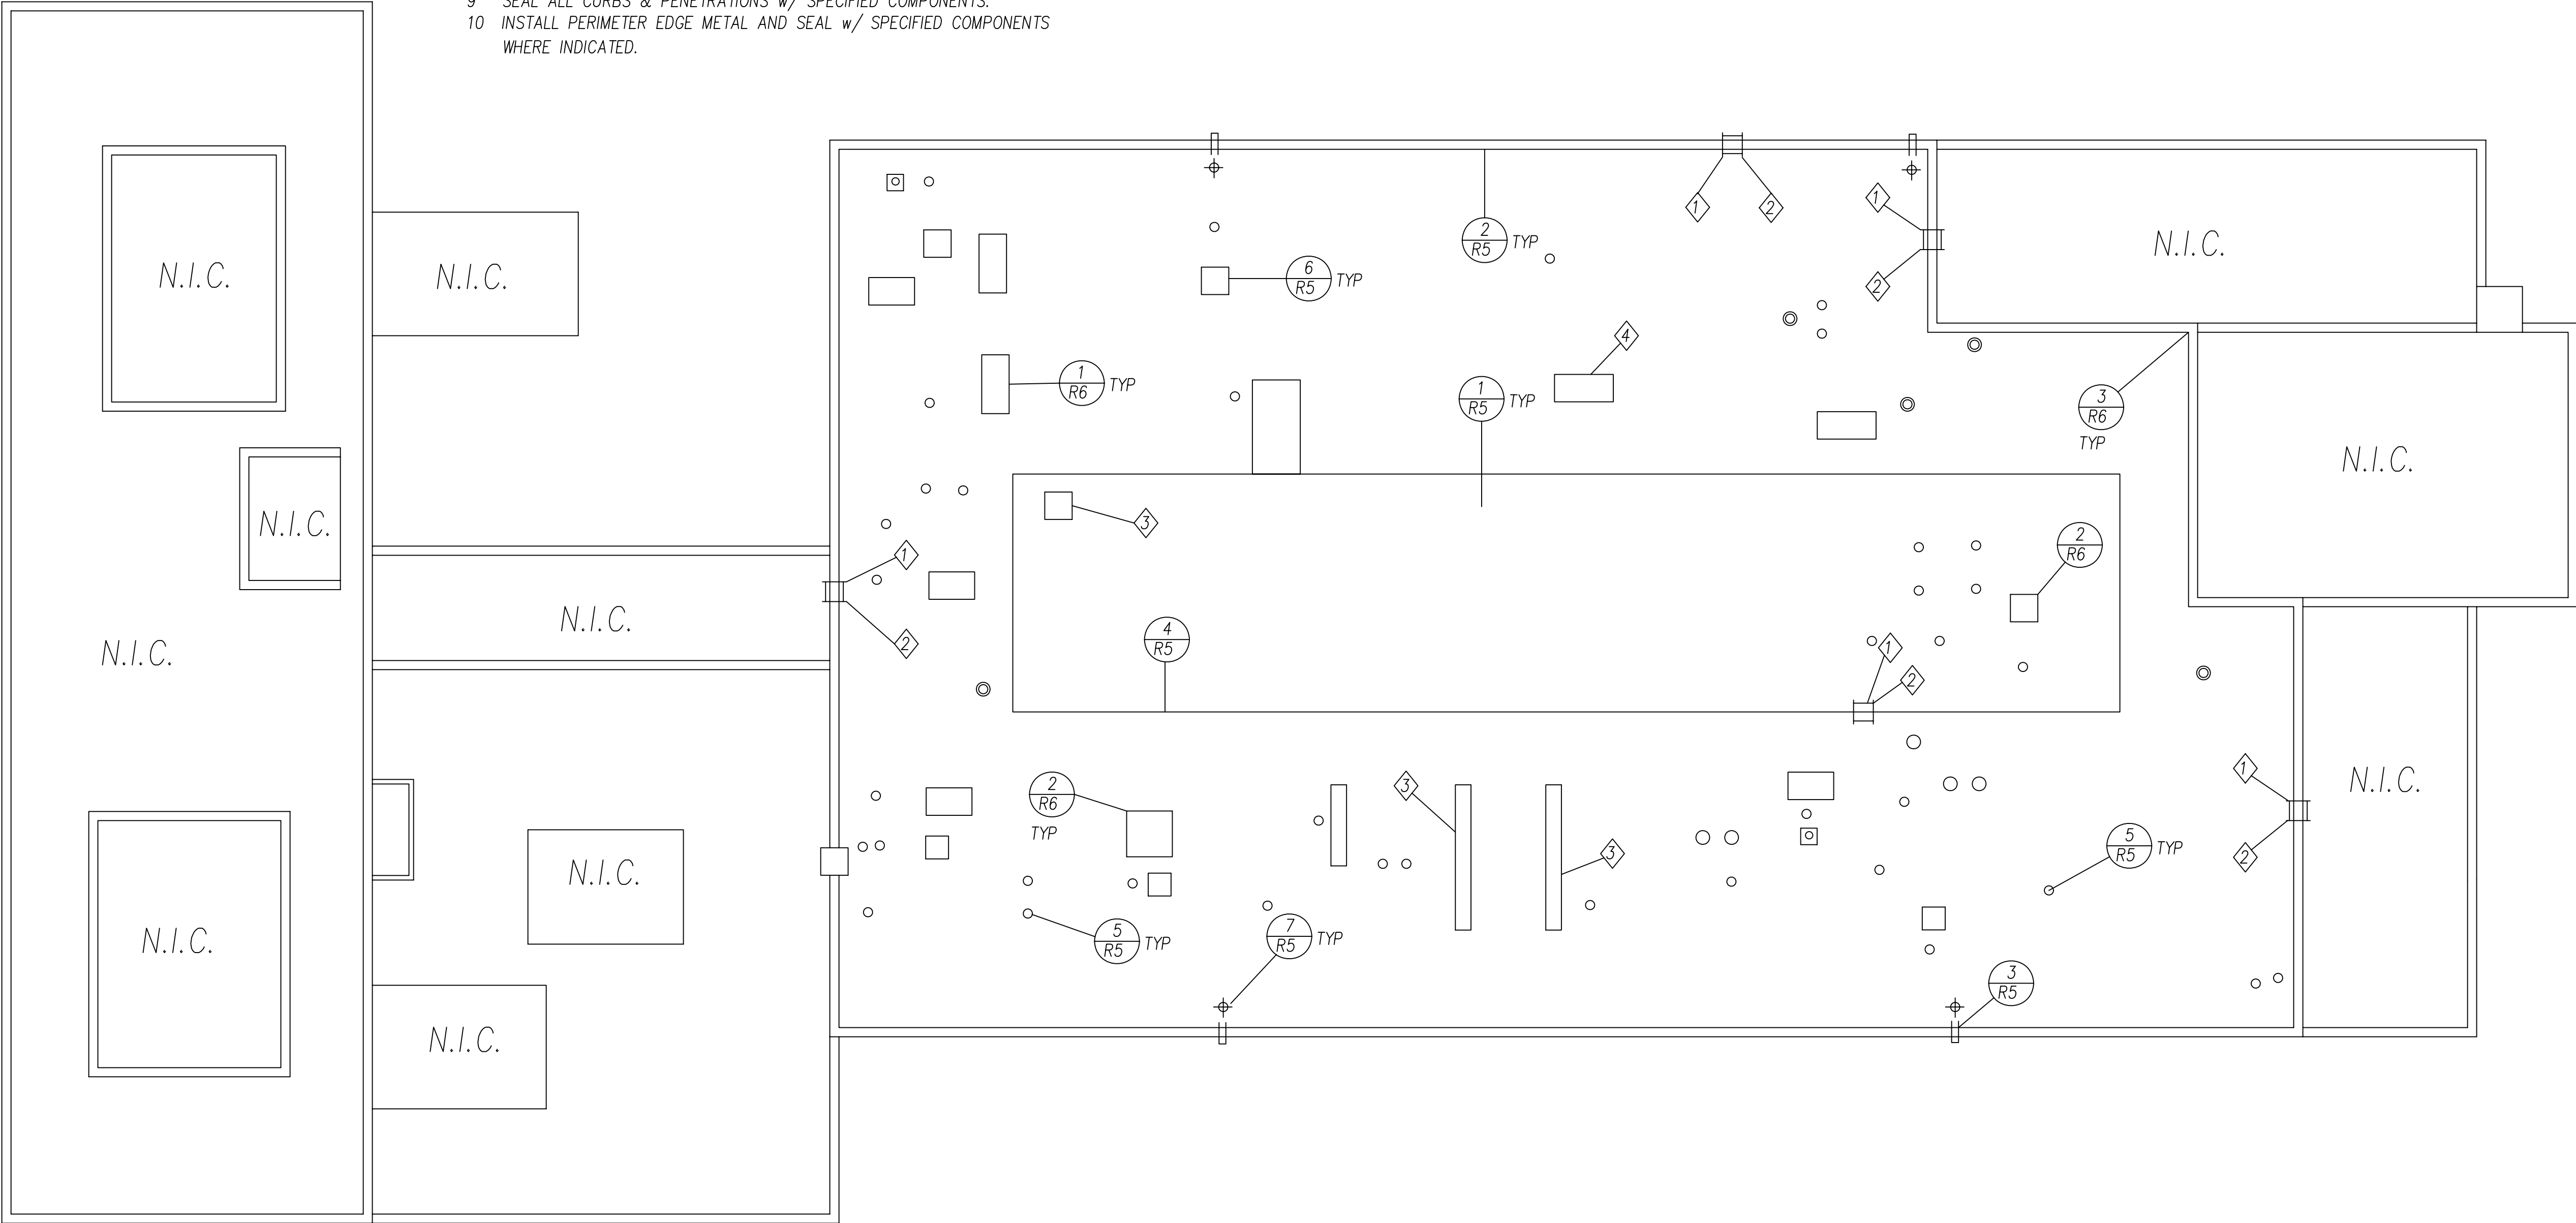 9 SEAL ALL CURBS & PENETRATIONS w/ SPECIFIED COMPONENTS.
10 INSTALL PERIMETER EDGE METAL AND SEAL w/ SPECIFIED COMPONENTS
WHERE INDICATED.
N.I.C.
N.I.C.
N.I.C.
N.I.C.
N.I.C.
N.I.C.
N.I.C.
N.I.C.
1
2
1
2
N.I.C.
2
R5 TYP
6
R5 TYP
4
1
R6 TYP
1
R5 TYP
3
R6
TYP
N.I.C.
3
1
2
2
R6
4
R5
1
2
2
R6
TYP
3
3
1
2
N.I.C.
5
R5 TYP
5
R5 TYP
7
R5 TYP
3
R5